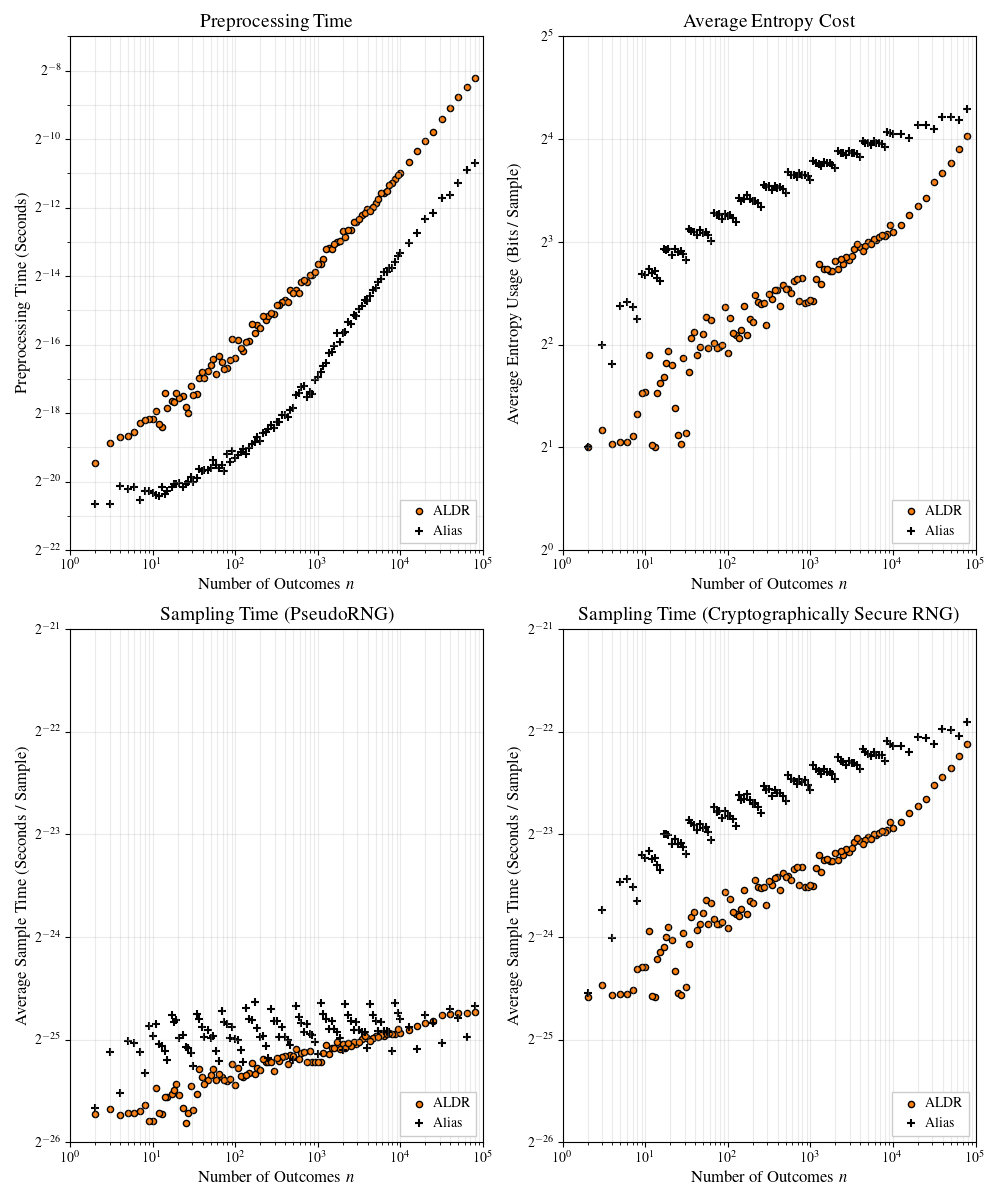 Preprocessing Time
Preprocessing Time (Seconds)
2^−8
2^−10
2^−12
2^−14
2^−16
2^−18
2^−20
2^−22
10^0 10^1 10^2 10^3 10^4 10^5
Number of Outcomes n
ALDR
Alias
Average Entropy Cost
Average Entropy Usage (Bits / Sample)
2^5
2^4
2^3
2^2
2^1
2^0
10^0 10^1 10^2 10^3 10^4 10^5
Number of Outcomes n
ALDR
Alias
Sampling Time (PseudoRNG)
Average Sample Time (Seconds / Sample)
2^−21
2^−22
2^−23
2^−24
2^−25
2^−26
10^0 10^1 10^2 10^3 10^4 10^5
Number of Outcomes n
ALDR
Alias
Sampling Time (Cryptographically Secure RNG)
Average Sample Time (Seconds / Sample)
2^−21
2^−22
2^−23
2^−24
2^−25
2^−26
10^0 10^1 10^2 10^3 10^4 10^5
Number of Outcomes n
ALDR
Alias